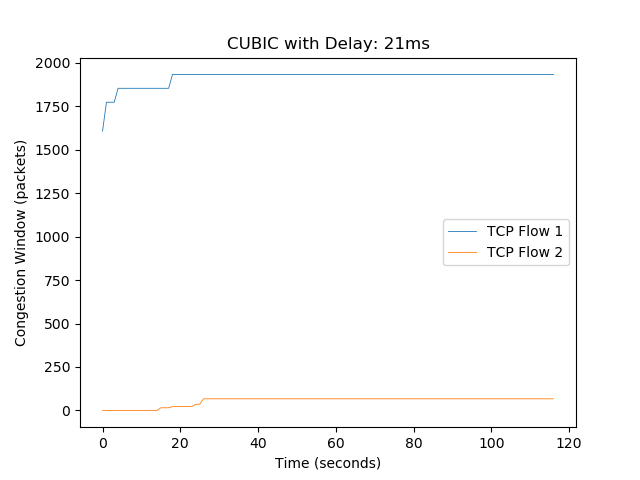 CUBIC with Delay: 21ms
Congestion Window (packets)
2000
1750
1500
1250
1000
750
500
250
0
TCP Flow 1
TCP Flow 2
0 20 40 60 80 100 120
Time (seconds)